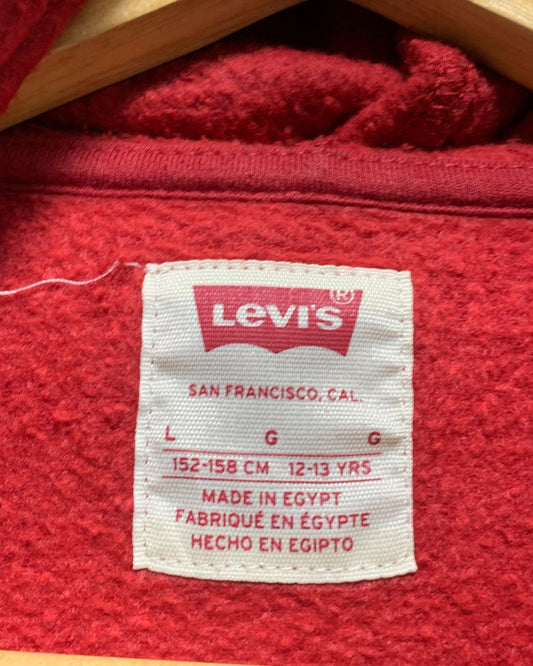 LEVI'S®
SAN FRANCISCO, CAL.
L G G
152-158 CM 12-13 YRS
MADE IN EGYPT
FABRIQUÉ EN ÉGYPTE
HECHO EN EGIPTO